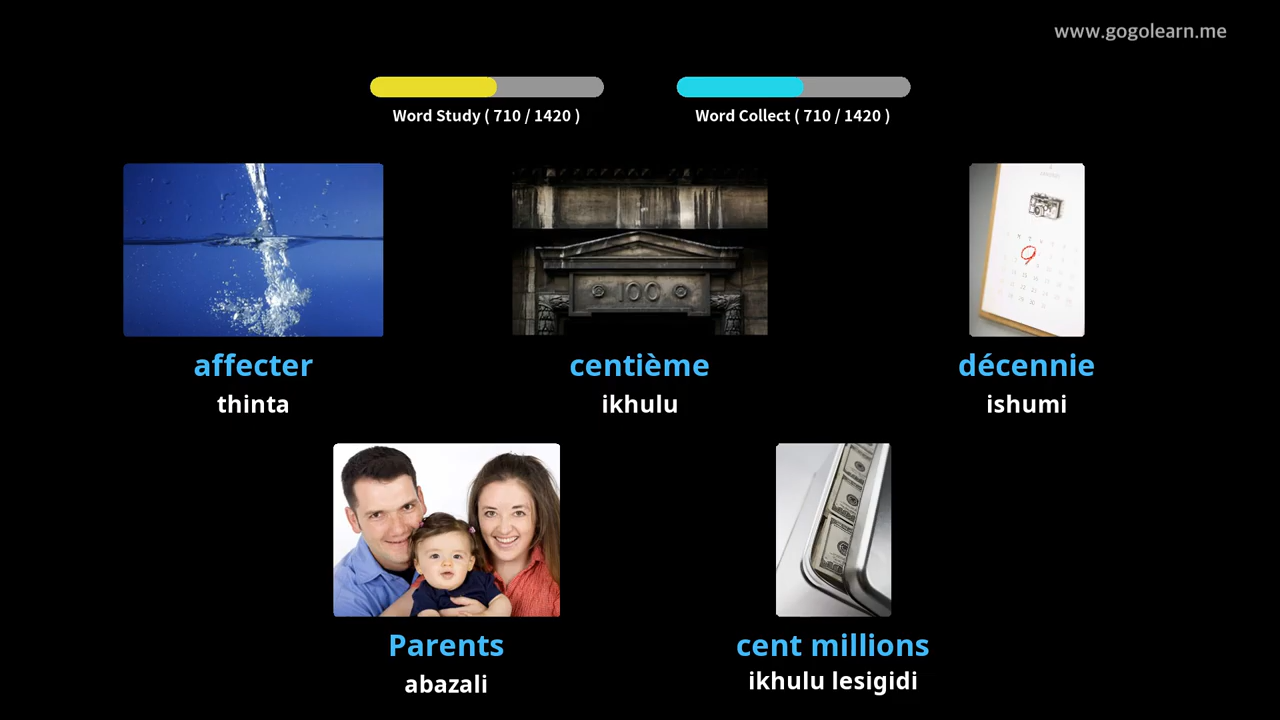 www.gogolearn.me
Word Study ( 710 / 1420 )
Word Collect ( 710 / 1420 )
100
affecter
centième
décennie
thinta
ikhulu
ishumi
Parents
cent millions
abazali
ikhulu lesigidi